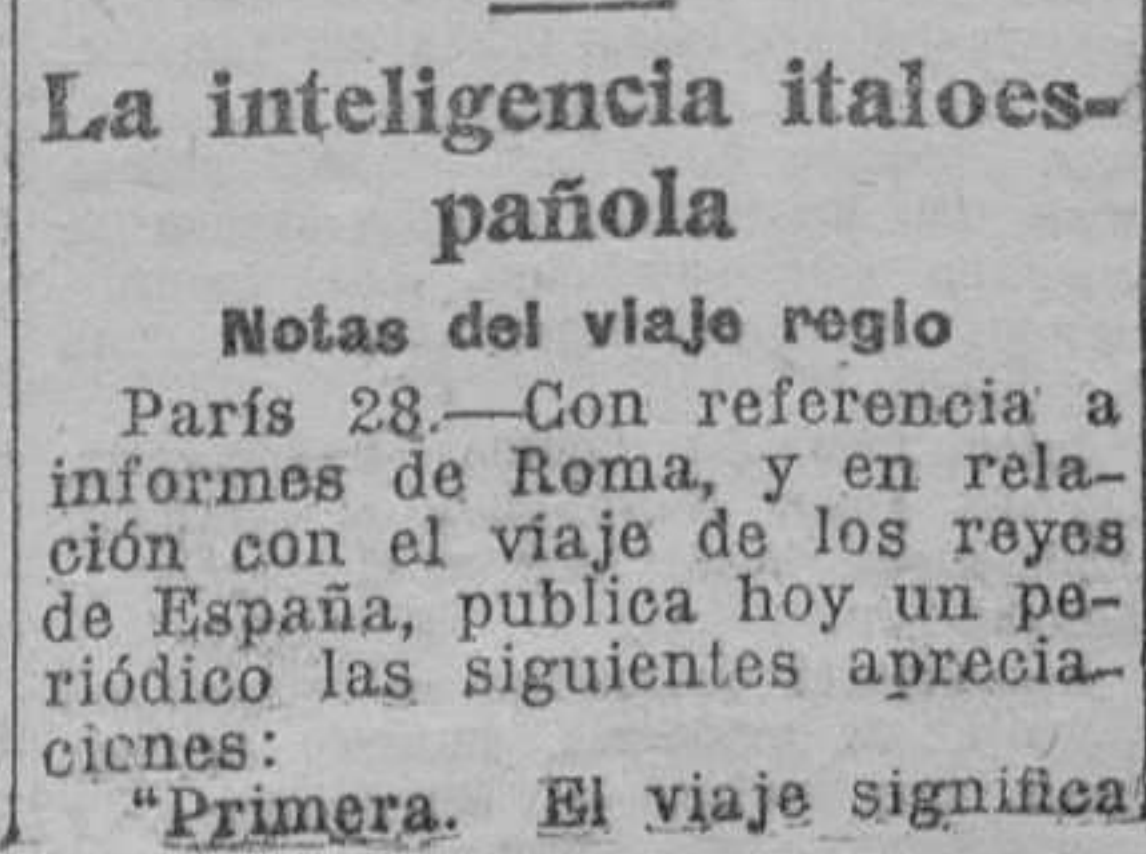 La inteligencia italoes-
pañola
Notas del viaje regio
París 28.—Con referencia a
informes de Roma, y en rela-
ción con el viaje de los reyes
de España, publica hoy un pe-
riódico las siguientes aprecia-
ciones:
"Primera. El viaje significa